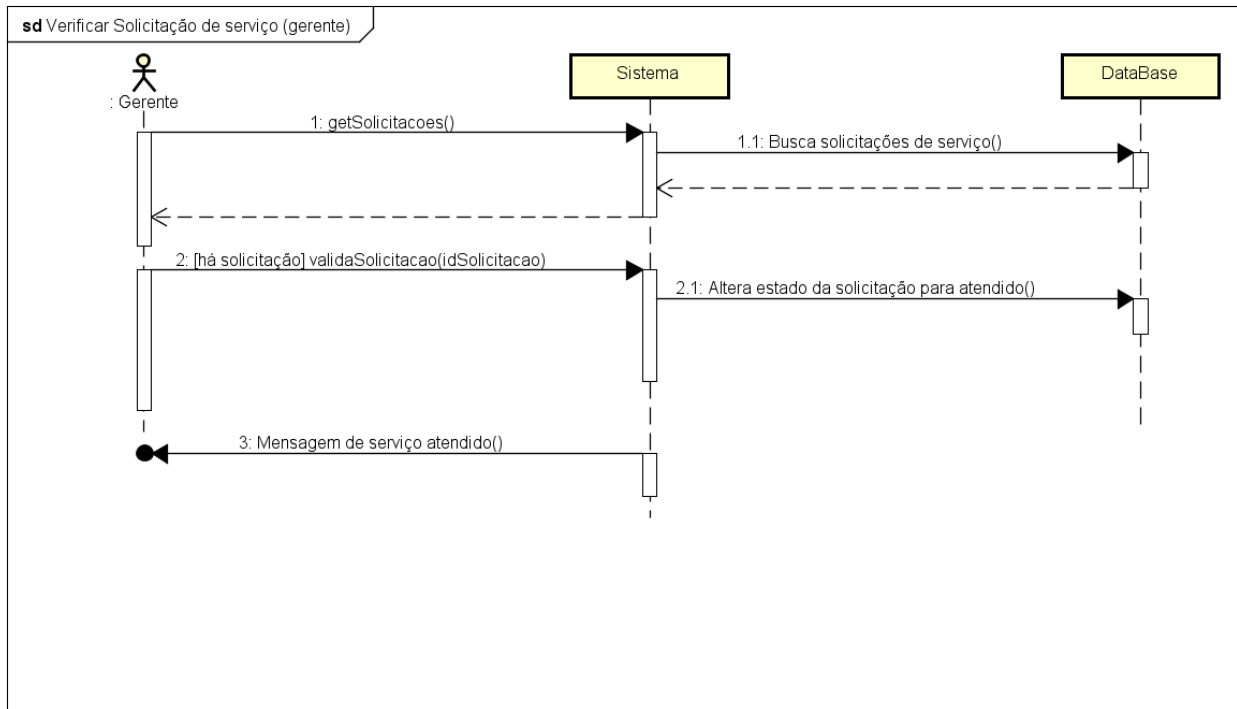 sd Verificar Solicitação de serviço (gerente)
: Gerente
Sistema
DataBase
1: getSolicitacoes()
1.1: Busca solicitações de serviço()
2: [há solicitação] validaSolicitacao(idSolicitacao)
2.1: Altera estado da solicitação para atendido()
3: Mensagem de serviço atendido()